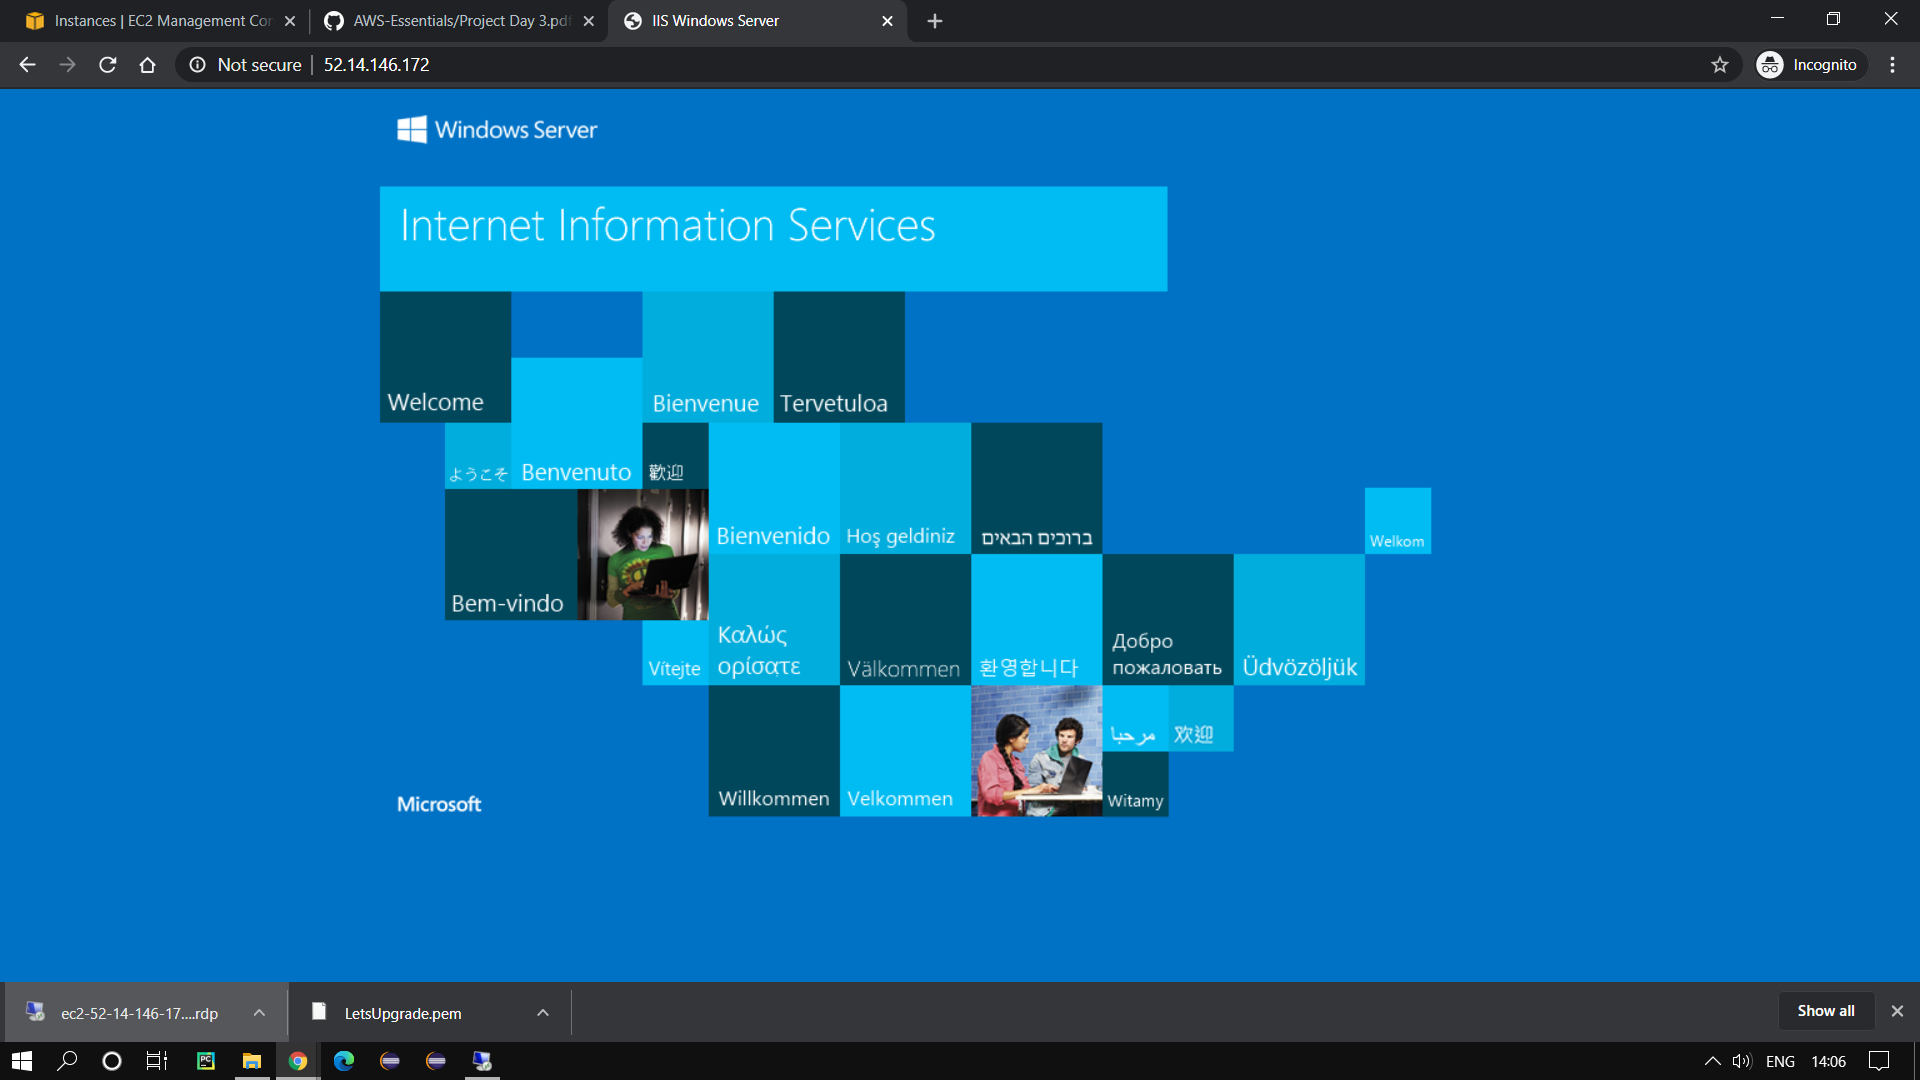 Instances | EC2 Management Con
AWS-Essentials/Project Day 3.pdf
IIS Windows Server
Not secure
52.14.146.172
Incognito
Windows Server
Internet Information Services
Welcome
Bienvenue
Tervetuloa
ようこそ
Benvenuto
歡迎
Bienvenido
Hoş geldiniz
ברוכים הבאים
Welkom
Bem-vindo
Vítejte
Καλώς
ορίσατε
Välkommen
환영합니다
Добро
пожаловать
Üdvözöljük
Willkommen
Velkommen
مرحبا
欢迎
Witamy
Microsoft
ec2-52-14-146-17....rdp
LetsUpgrade.pem
Show all
PC
ENG
14:06